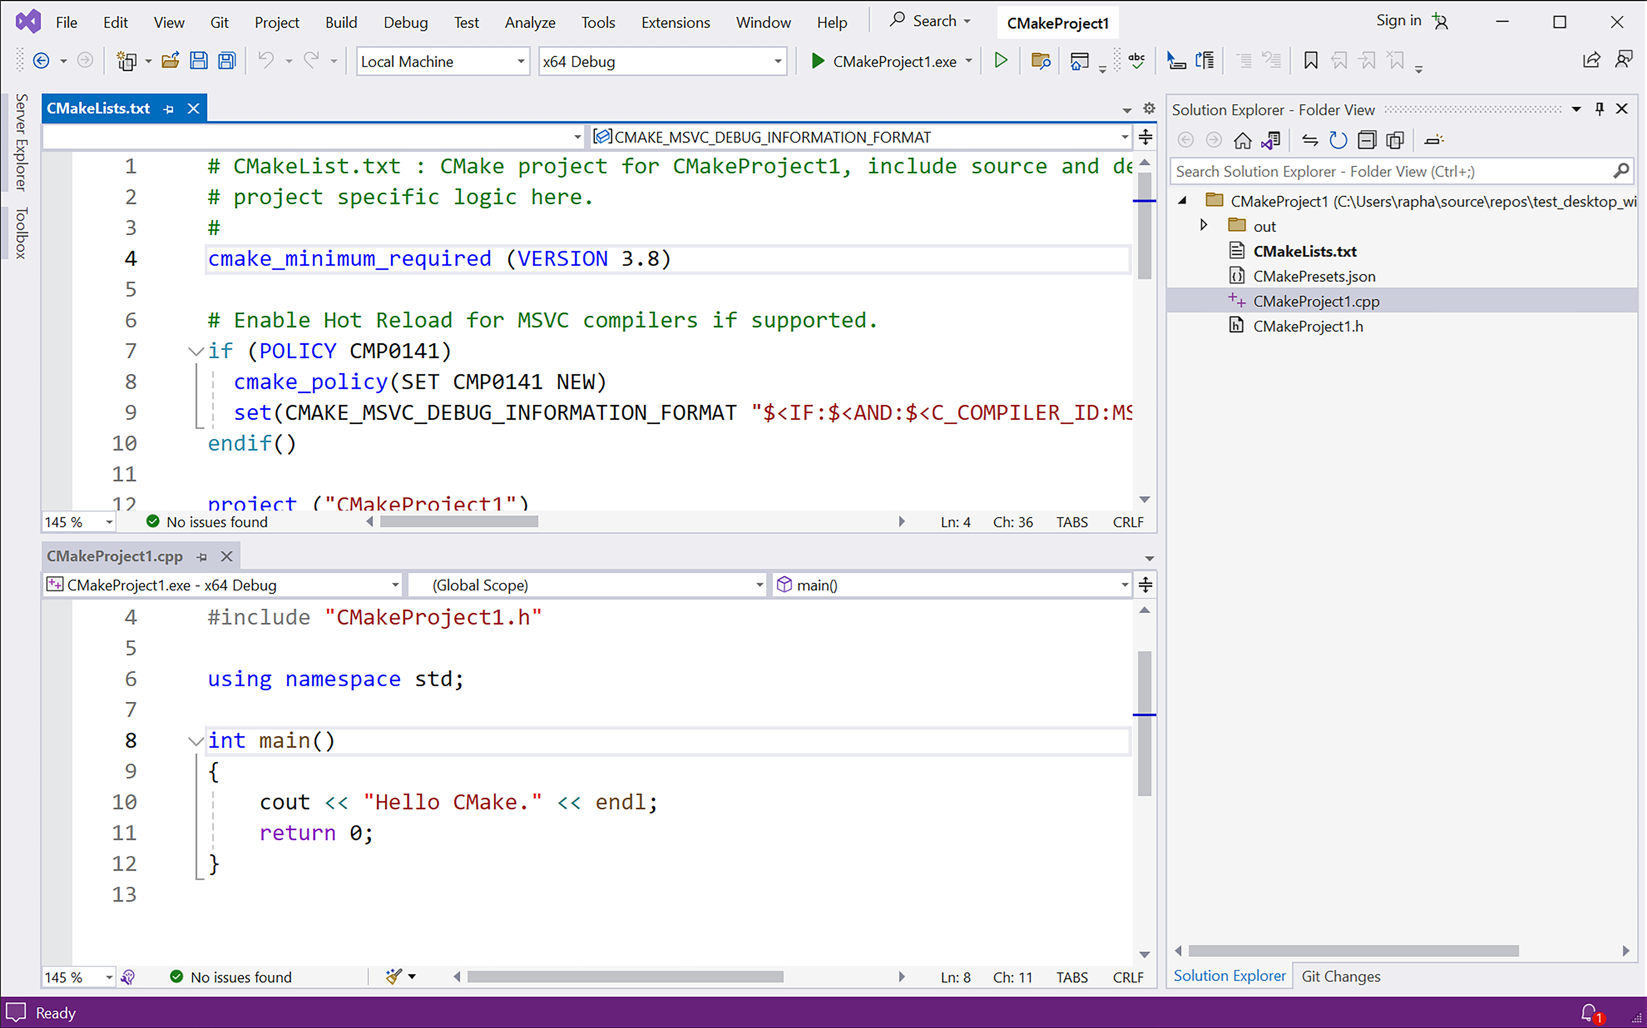 File Edit View Git Project Build Debug Test Analyze Tools Extensions Window Help Search CMakeProject1 Sign in
Local Machine x64 Debug CMakeProject1.exe abc
Server Explorer
Toolbox
CMakeLists.txt
CMAKE_MSVC_DEBUG_INFORMATION_FORMAT
1 # CMakeList.txt : CMake project for CMakeProject1, include source and de
2 # project specific logic here.
3 #
4 cmake_minimum_required (VERSION 3.8)
5
6 # Enable Hot Reload for MSVC compilers if supported.
7 if (POLICY CMP0141)
8 cmake_policy(SET CMP0141 NEW)
9 set(CMAKE_MSVC_DEBUG_INFORMATION_FORMAT "$<IF:$<AND:$<C_COMPILER_ID:MS
10 endif()
11
12 project ("CMakeProject1")
145 % No issues found Ln: 4 Ch: 36 TABS CRLF
CMakeProject1.cpp
CMakeProject1.exe - x64 Debug (Global Scope) main()
4 #include "CMakeProject1.h"
5
6 using namespace std;
7
8 int main()
9 {
10 cout << "Hello CMake." << endl;
11 return 0;
12 }
13
145 % No issues found Ln: 8 Ch: 11 TABS CRLF
Solution Explorer - Folder View
Search Solution Explorer - Folder View (Ctrl+;)
CMakeProject1 (C:\Users\rapha\source\repos\test_desktop_wi
out
CMakeLists.txt
CMakePresets.json
CMakeProject1.cpp
CMakeProject1.h
Solution Explorer Git Changes
Ready 1